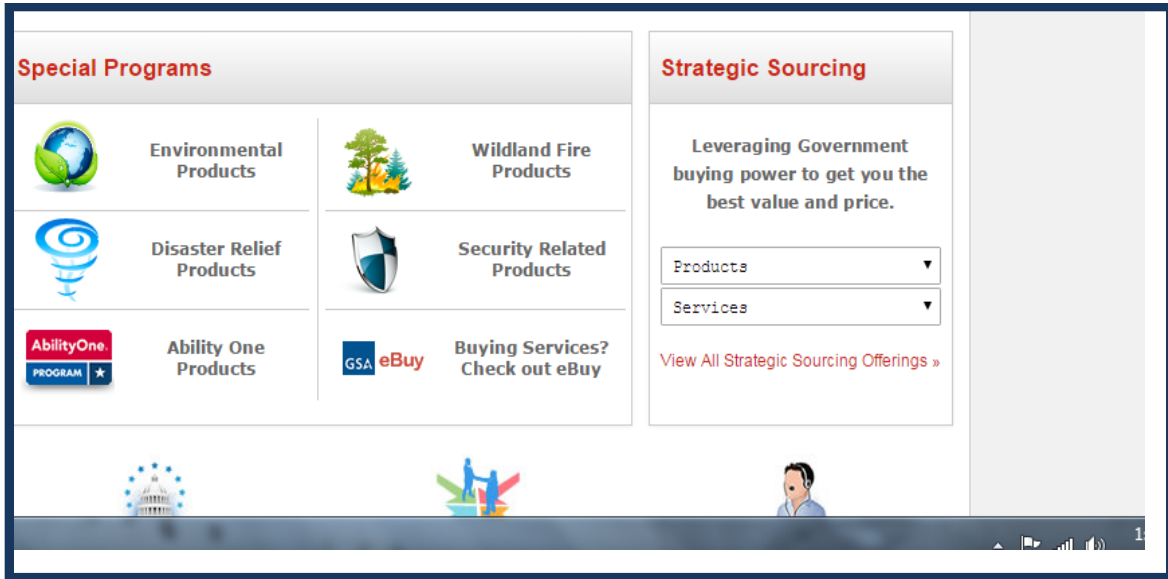 Special Programs
Environmental
Products
Wildland Fire
Products
Disaster Relief
Products
Security Related
Products
AbilityOne.
PROGRAM
Ability One
Products
GSA eBuy
Buying Services?
Check out eBuy
Strategic Sourcing
Leveraging Government
buying power to get you the
best value and price.
Products
Services
View All Strategic Sourcing Offerings »